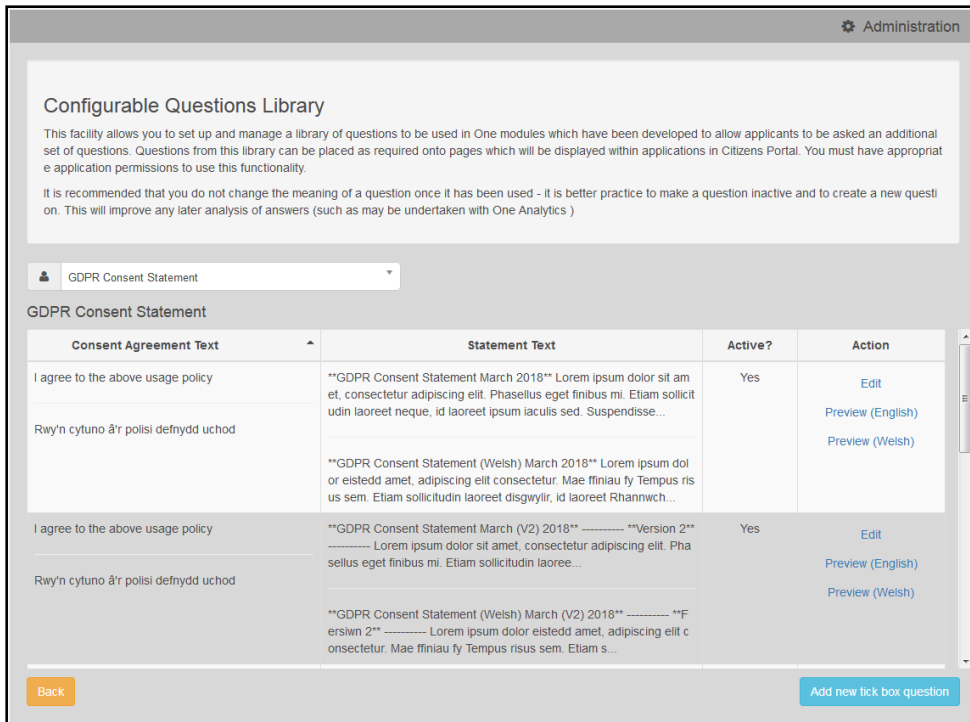 Administration
Configurable Questions Library
This facility allows you to set up and manage a library of questions to be used in One modules which have been developed to allow applicants to be asked an additional
set of questions. Questions from this library can be placed as required onto pages which will be displayed within applications in Citizens Portal. You must have appropriat
e application permissions to use this functionality.
It is recommended that you do not change the meaning of a question once it has been used - it is better practice to make a question inactive and to create a new questi
on. This will improve any later analysis of answers (such as may be undertaken with One Analytics )
GDPR Consent Statement
GDPR Consent Statement
Consent Agreement Text Statement Text Active? Action
I agree to the above usage policy
Rwy'n cytuno â'r polisi defnydd uchod
**GDPR Consent Statement March 2018** Lorem ipsum dolor sit am
et, consectetur adipiscing elit. Phasellus eget finibus mi. Etiam sollicit
udin laoreet neque, id laoreet ipsum iaculis sed. Suspendisse...
**GDPR Consent Statement (Welsh) March 2018** Lorem ipsum dol
or eistedd amet, adipiscing elit consectetur. Mae ffiniau fy Tempus ris
us sem. Etiam sollicitudin laoreet disgwylir, id laoreet Rhannwch...
Yes
Edit
Preview (English)
Preview (Welsh)
I agree to the above usage policy
Rwy'n cytuno â'r polisi defnydd uchod
**GDPR Consent Statement March (V2) 2018** ---------- **Version 2**
---------- Lorem ipsum dolor sit amet, consectetur adipiscing elit. Pha
sellus eget finibus mi. Etiam sollicitudin laoree...
**GDPR Consent Statement (Welsh) March (V2) 2018** ---------- **F
ersiwn 2** ---------- Lorem ipsum dolor eistedd amet, adipiscing elit c
onsectetur. Mae ffiniau fy Tempus risus sem. Etiam s...
Yes
Edit
Preview (English)
Preview (Welsh)
Back
Add new tick box question